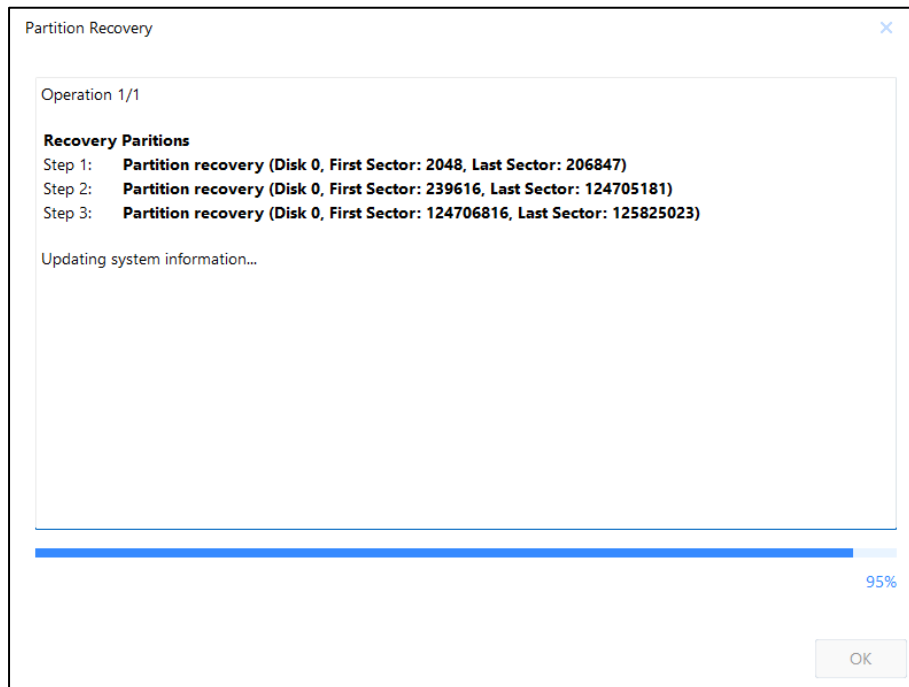 Partition Recovery
Operation 1/1
Recovery Paritions
Step 1: Partition recovery (Disk 0, First Sector: 2048, Last Sector: 206847)
Step 2: Partition recovery (Disk 0, First Sector: 239616, Last Sector: 124705181)
Step 3: Partition recovery (Disk 0, First Sector: 124706816, Last Sector: 125825023)
Updating system information...
95%
OK